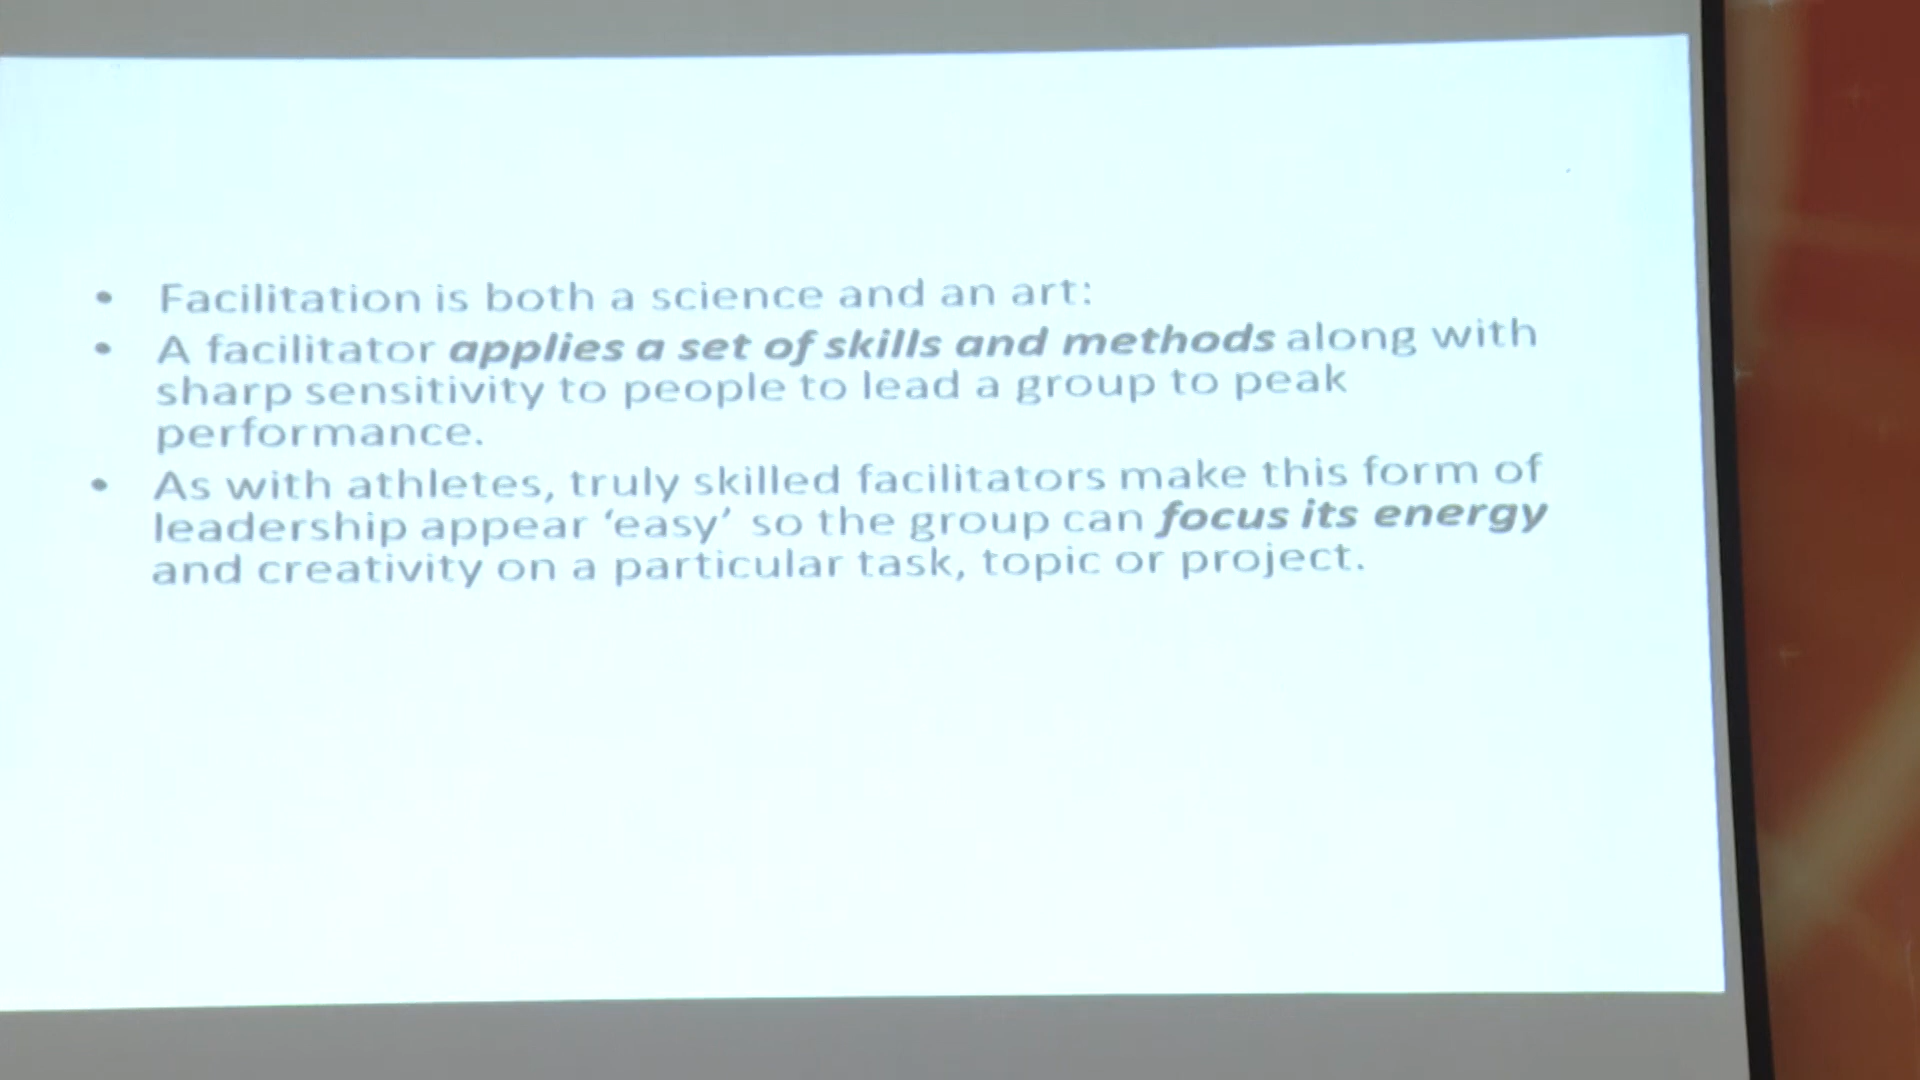 • Facilitation is both a science and an art:
• A facilitator applies a set of skills and methods along with
sharp sensitivity to people to lead a group to peak
performance.
• As with athletes, truly skilled facilitators make this form of
leadership appear ‘easy’ so the group can focus its energy
and creativity on a particular task, topic or project.